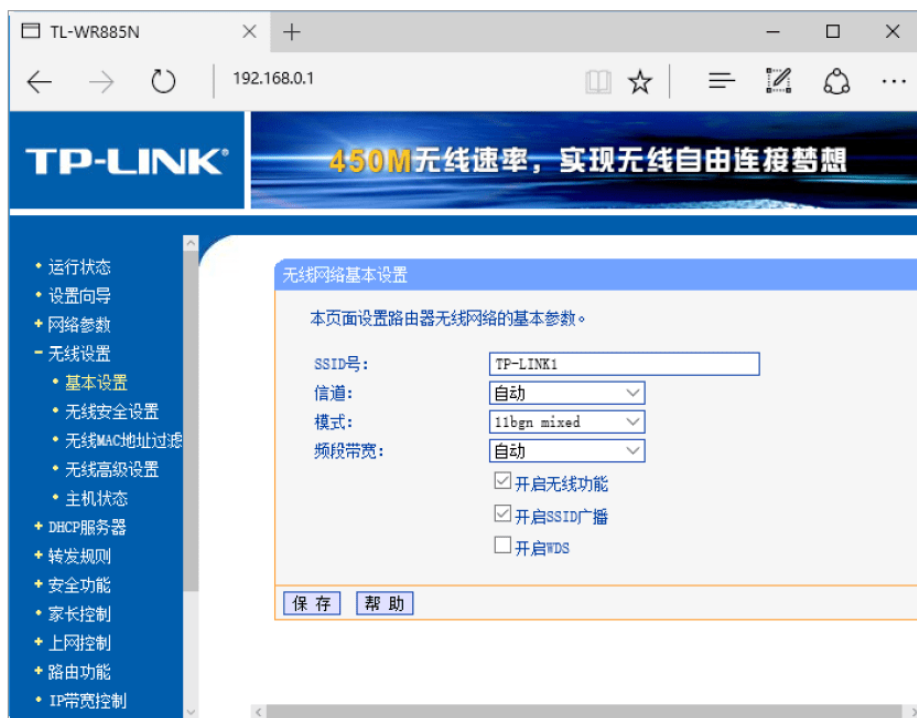 TL-WR885N
192.168.0.1
TP-LINK®
450M无线速率，实现无线自由连接梦想
运行状态
设置向导
网络参数
无线设置
基本设置
无线安全设置
无线MAC地址过滤
无线高级设置
主机状态
DHCP服务器
转发规则
安全功能
家长控制
上网控制
路由功能
IP带宽控制
无线网络基本设置
本页面设置路由器无线网络的基本参数。
SSID号： TP-LINK1
信道： 自动
模式： 11bgn mixed
频段带宽： 自动
开启无线功能
开启SSID广播
开启WDS
保 存 帮 助